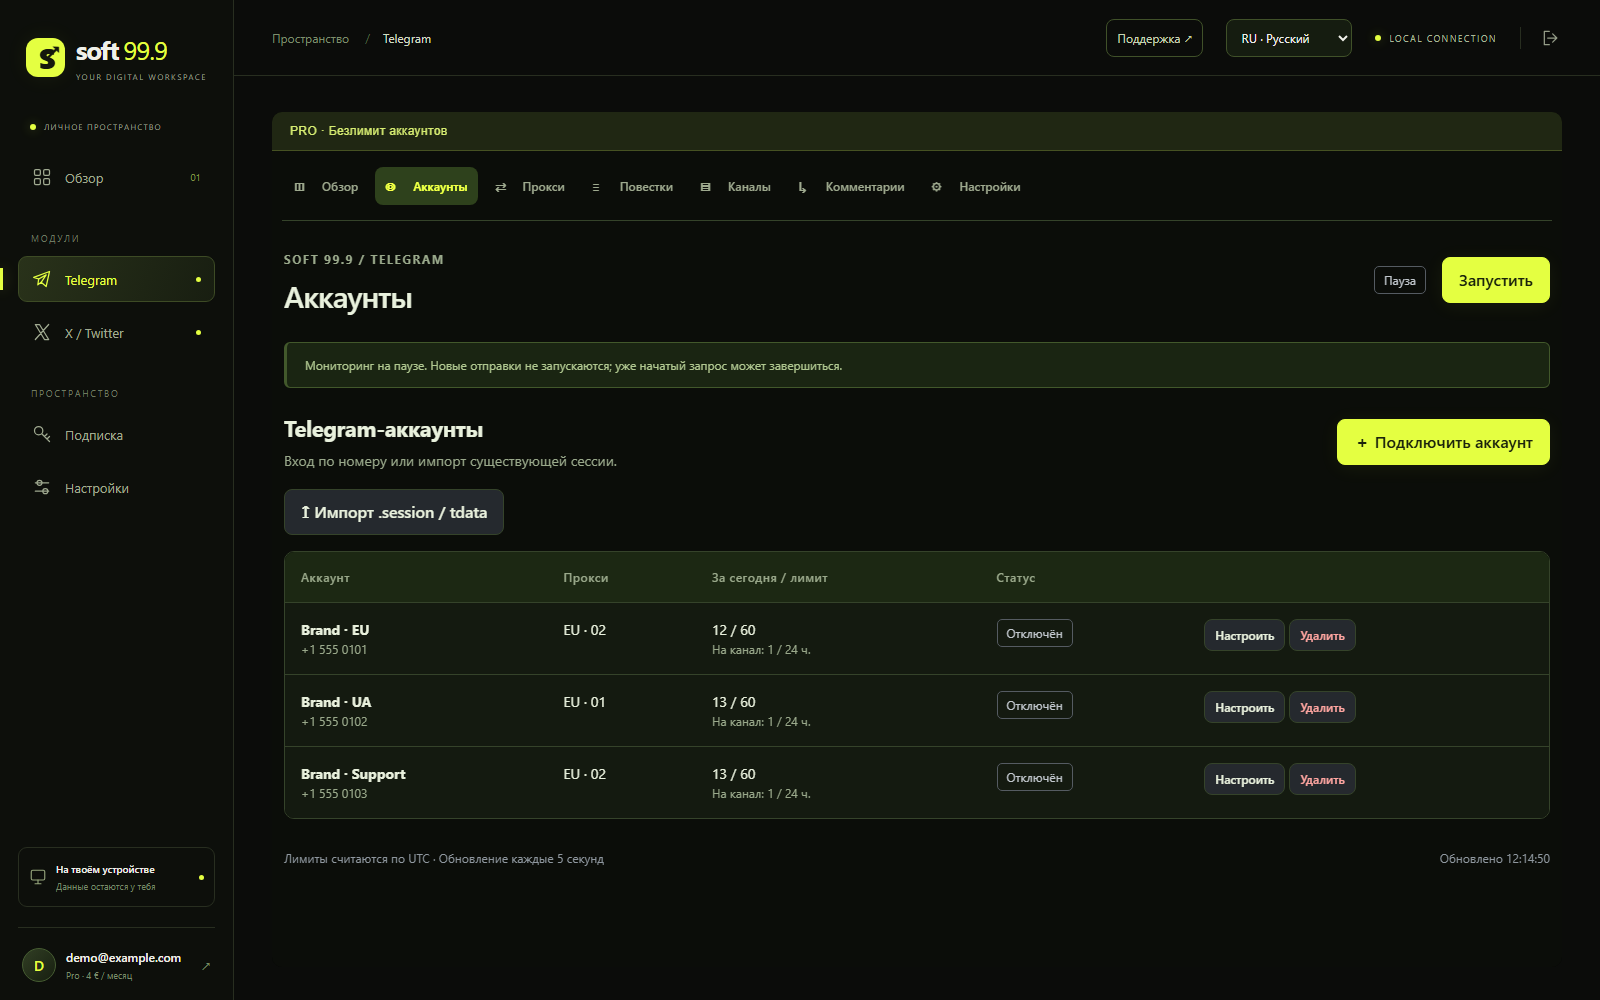 soft 99.9
YOUR DIGITAL WORKSPACE
ЛИЧНОЕ ПРОСТРАНСТВО
Обзор 01
МОДУЛИ
Telegram
X / Twitter
ПРОСТРАНСТВО
Подписка
Настройки
На твоём устройстве
Данные остаются у тебя
D
demo@example.com
Pro · 4 € / месяц ↗
Пространство / Telegram
Поддержка ↗
RU · Русский
LOCAL CONNECTION
PRO · Безлимит аккаунтов
Обзор Аккаунты Прокси Повестки Каналы Комментарии Настройки
SOFT 99.9 / TELEGRAM
Аккаунты
Пауза
Запустить
Мониторинг на паузе. Новые отправки не запускаются; уже начатый запрос может завершиться.
Telegram-аккаунты
Вход по номеру или импорт существующей сессии.
+ Подключить аккаунт
↥ Импорт .session / tdata
Аккаунт Прокси За сегодня / лимит Статус
Brand · EU EU · 02 12 / 60 Отключён Настроить Удалить
+1 555 0101 На канал: 1 / 24 ч.
Brand · UA EU · 01 13 / 60 Отключён Настроить Удалить
+1 555 0102 На канал: 1 / 24 ч.
Brand · Support EU · 02 13 / 60 Отключён Настроить Удалить
+1 555 0103 На канал: 1 / 24 ч.
Лимиты считаются по UTC · Обновление каждые 5 секунд
Обновлено 12:14:50